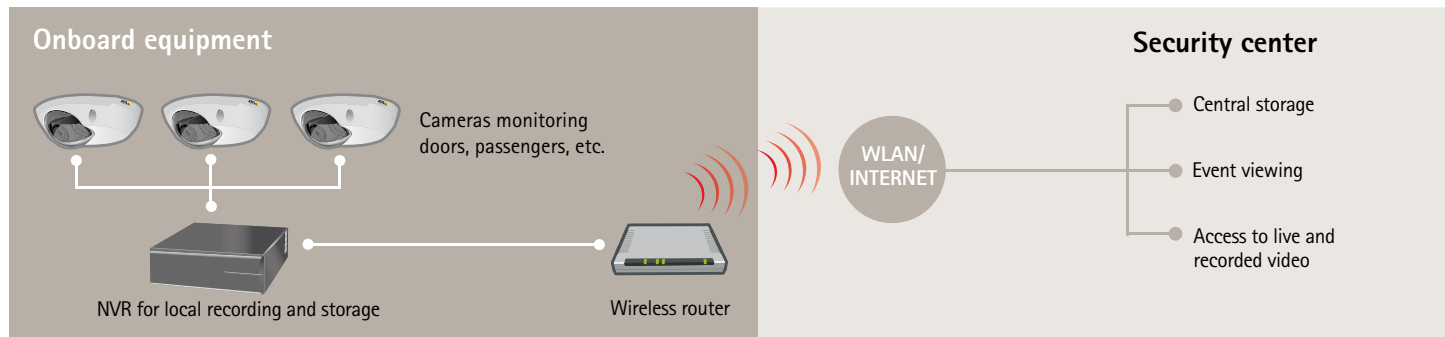 Onboard equipment
Security center
Cameras monitoring
doors, passengers, etc.
WLAN/
INTERNET
Central storage
Event viewing
Access to live and
recorded video
NVR for local recording and storage
Wireless router